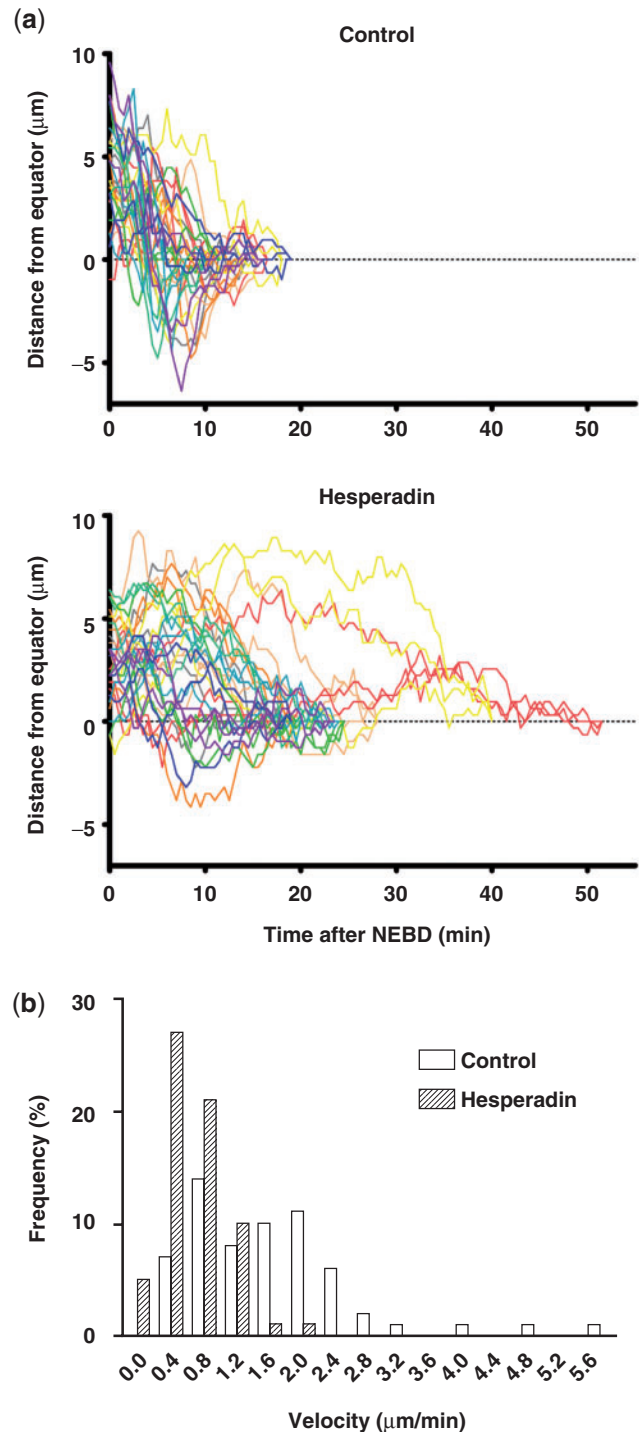 (a)
Control
10
5
0
−5
Distance from equator (μm)
0 10 20 30 40 50
Hesperadin
10
5
0
−5
Distance from equator (μm)
0 10 20 30 40 50
Time after NEBD (min)
(b)
30
20
10
0
Frequency (%)
Control
Hesperadin
0.0 0.4 0.8 1.2 1.6 2.0 2.4 2.8 3.2 3.6 4.0 4.4 4.8 5.2 5.6
Velocity (μm/min)